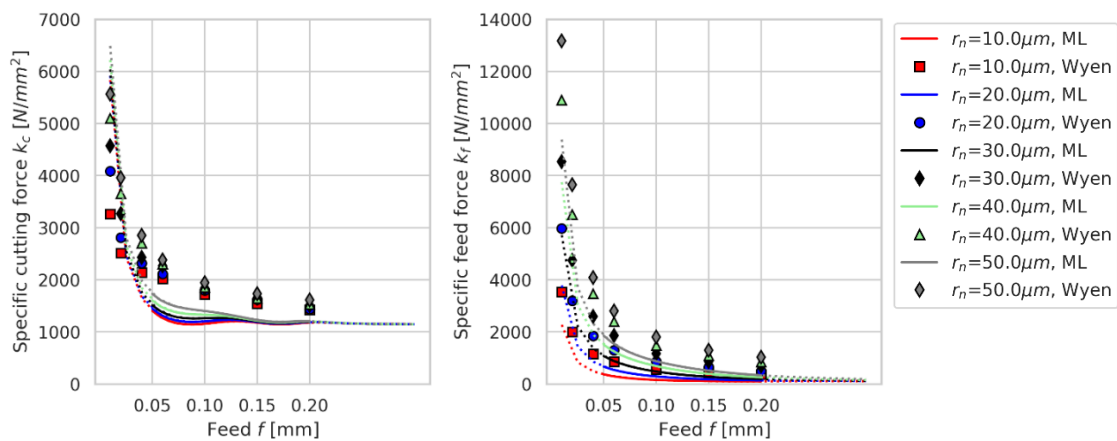 7000
6000
5000
4000
3000
2000
1000
0
Specific cutting force k_c [N/mm²]
0.05 0.10 0.15 0.20
Feed f [mm]
14000
12000
10000
8000
6000
4000
2000
0
Specific feed force k_f [N/mm²]
0.05 0.10 0.15 0.20
Feed f [mm]
r_n=10.0μm, ML
r_n=10.0μm, Wyen
r_n=20.0μm, ML
r_n=20.0μm, Wyen
r_n=30.0μm, ML
r_n=30.0μm, Wyen
r_n=40.0μm, ML
r_n=40.0μm, Wyen
r_n=50.0μm, ML
r_n=50.0μm, Wyen